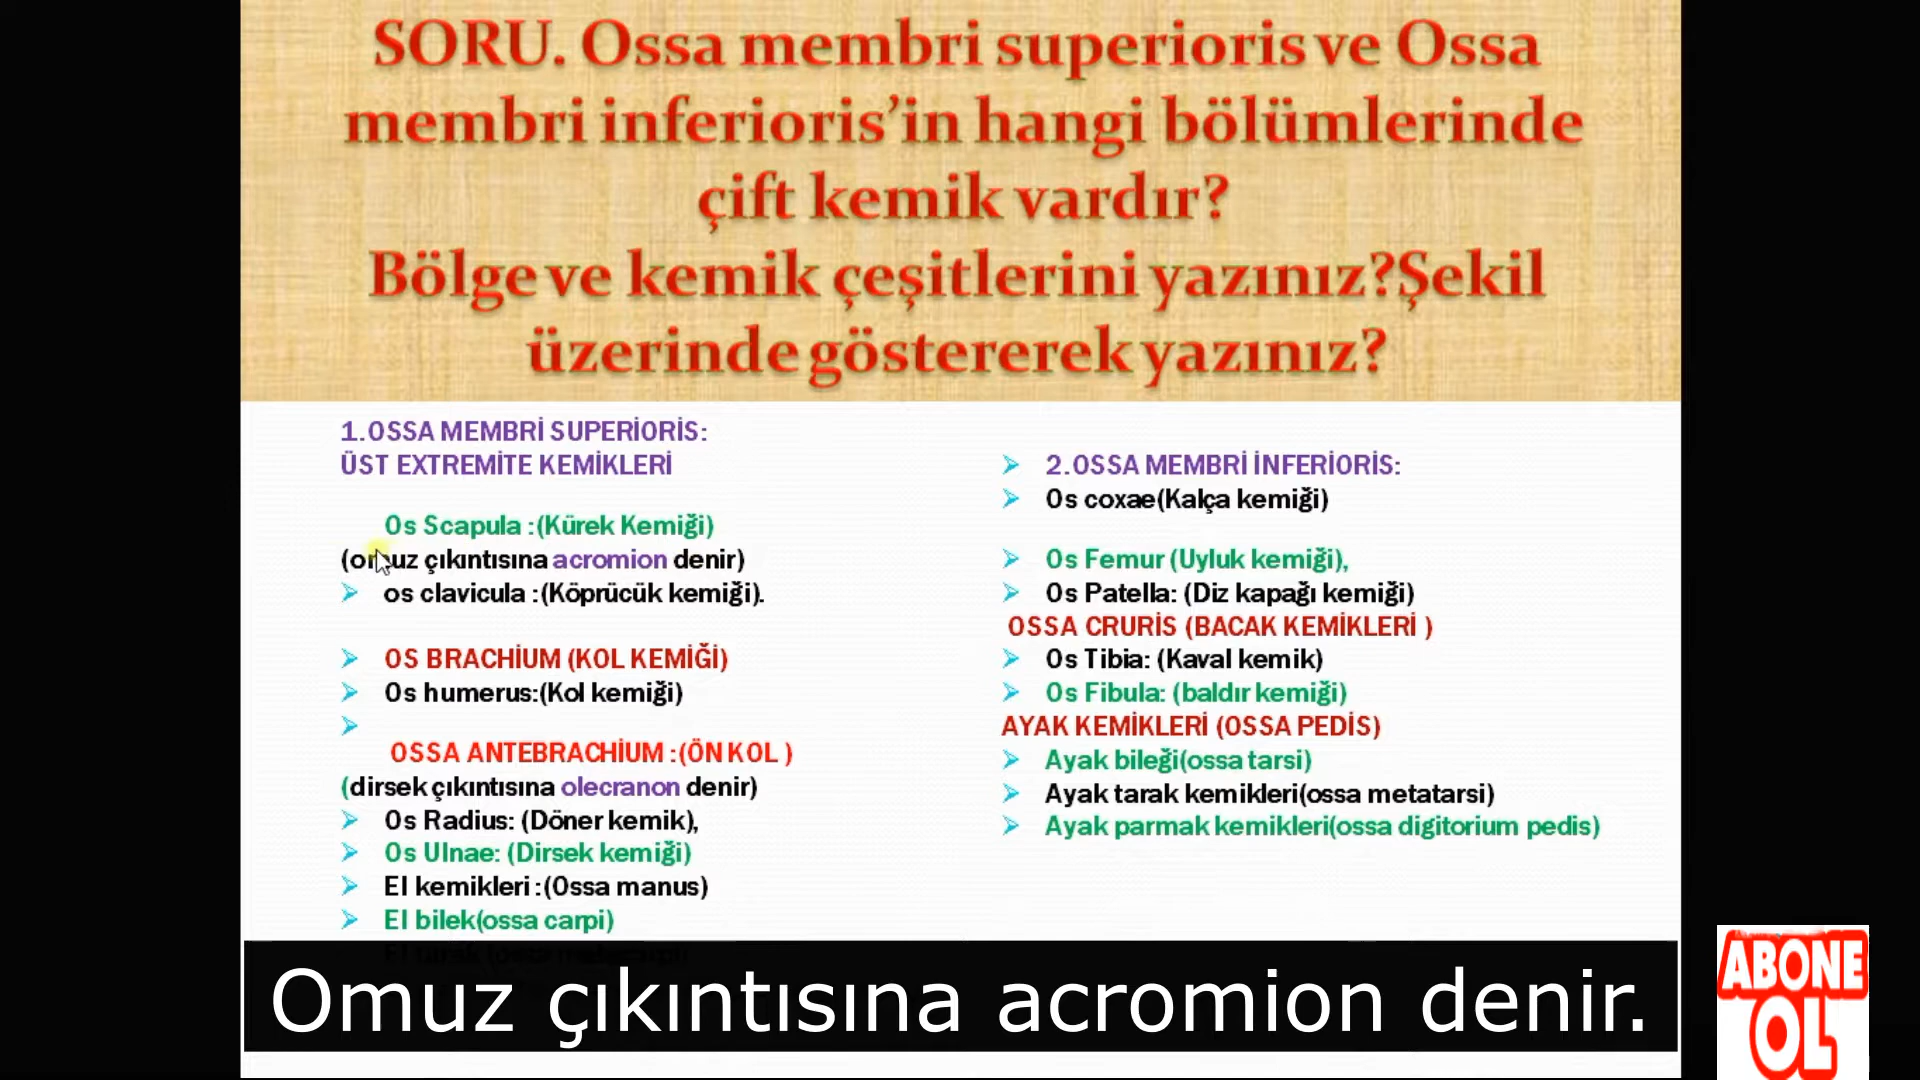 SORU. Ossa membri superioris ve Ossa
membri inferioris’in hangi bölümlerinde
çift kemik vardır?
Bölge ve kemik çeşitlerini yazınız?Şekil
üzerinde göstererek yazınız?
1.OSSA MEMBRİ SUPERİORİS:
ÜST EXTREMİTE KEMİKLERİ
Os Scapula :(Kürek Kemiği)
(omuz çıkıntısına acromion denir)
os clavicula :(Köprücük kemiği).
OS BRACHİUM (KOL KEMİĞİ)
Os humerus:(Kol kemiği)
OSSA ANTEBRACHİUM :(ÖN KOL )
(dirsek çıkıntısına olecranon denir)
Os Radius: (Döner kemik),
Os Ulnae: (Dirsek kemiği)
El kemikleri :(Ossa manus)
El bilek(ossa carpi)
2.OSSA MEMBRİ İNFERİORİS:
Os coxae(Kalça kemiği)
Os Femur (Uyluk kemiği),
Os Patella: (Diz kapağı kemiği)
OSSA CRURİS (BACAK KEMİKLERİ )
Os Tibia: (Kaval kemik)
Os Fibula: (baldır kemiği)
AYAK KEMİKLERİ (OSSA PEDİS)
Ayak bileği(ossa tarsi)
Ayak tarak kemikleri(ossa metatarsi)
Ayak parmak kemikleri(ossa digitorium pedis)
Omuz çıkıntısına acromion denir.
ABONE
OL